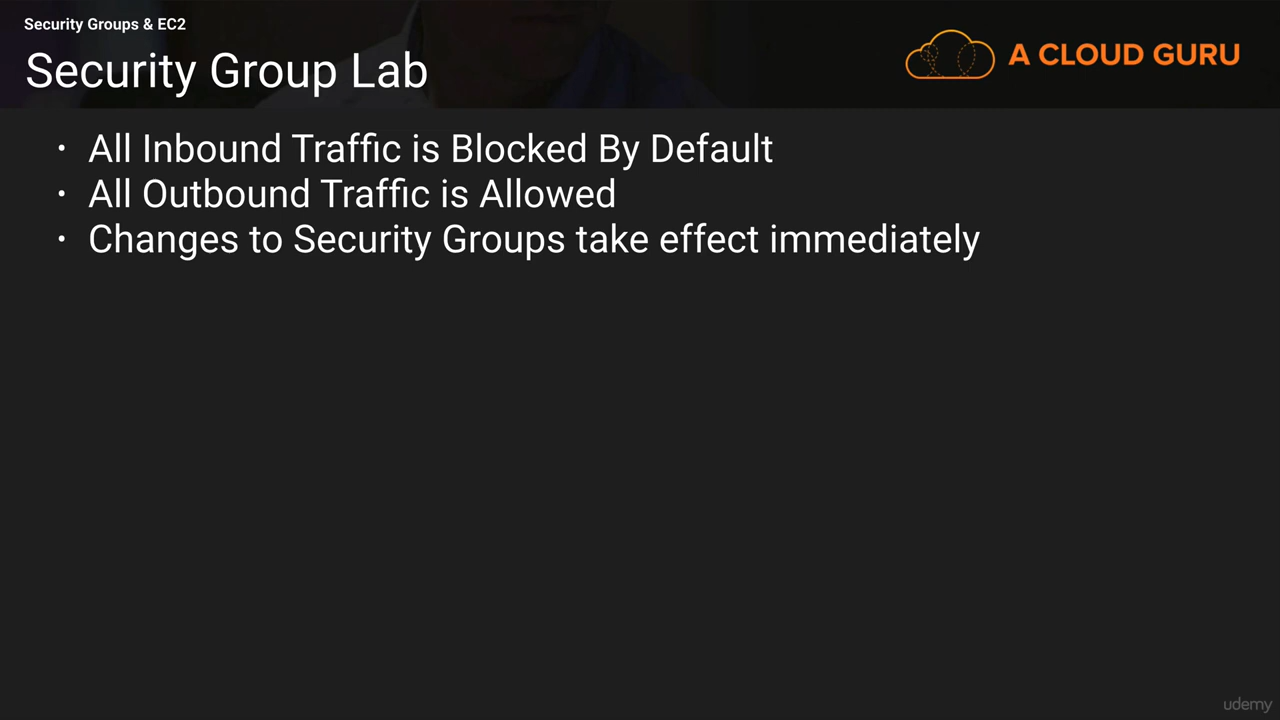 Security Groups & EC2
Security Group Lab
A CLOUD GURU
• All Inbound Traffic is Blocked By Default
• All Outbound Traffic is Allowed
• Changes to Security Groups take effect immediately
udemy